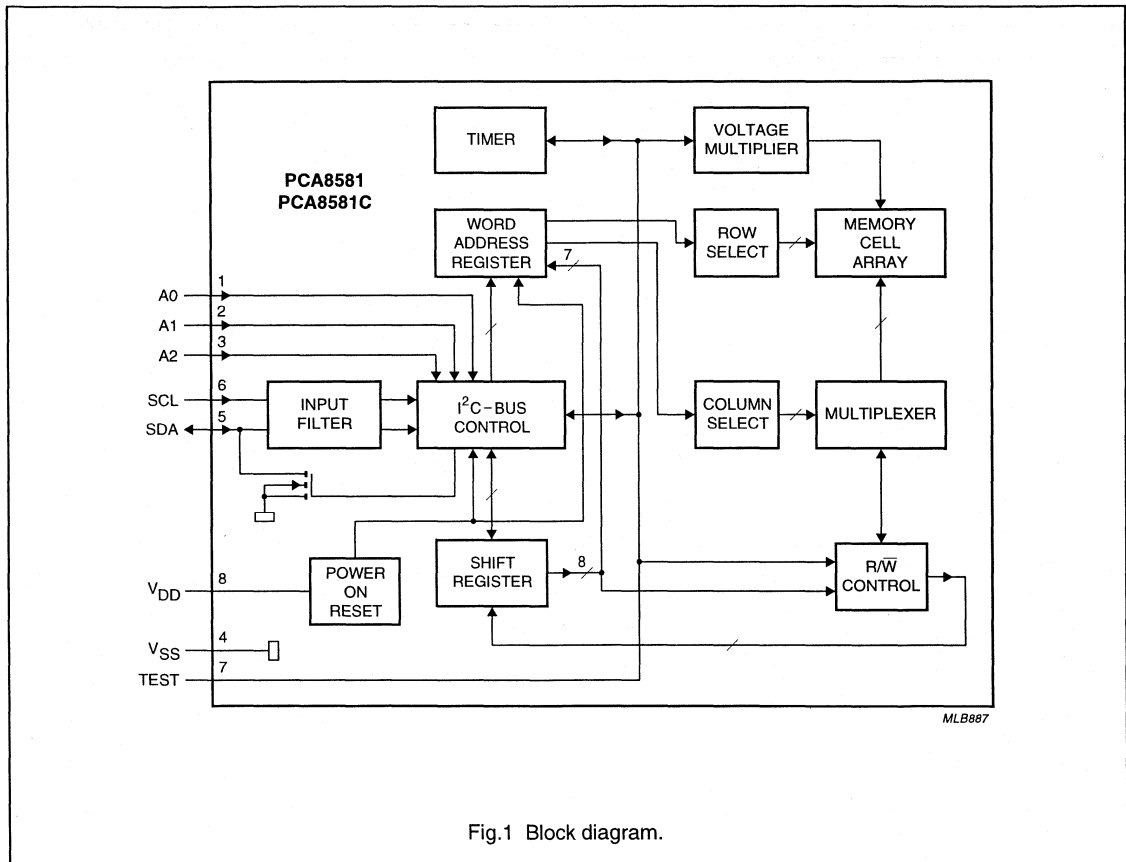 TIMER
VOLTAGE
MULTIPLIER
PCA8581
PCA8581C
WORD
ADDRESS
REGISTER
7
ROW
SELECT
MEMORY
CELL
ARRAY
A0 1
A1 2
A2 3
SCL 6
SDA 5
INPUT
FILTER
I²C-BUS
CONTROL
COLUMN
SELECT
MULTIPLEXER
V_DD 8
POWER
ON
RESET
SHIFT
REGISTER
8
R/W̅
CONTROL
V_SS 4
TEST 7
MLB887
Fig.1 Block diagram.